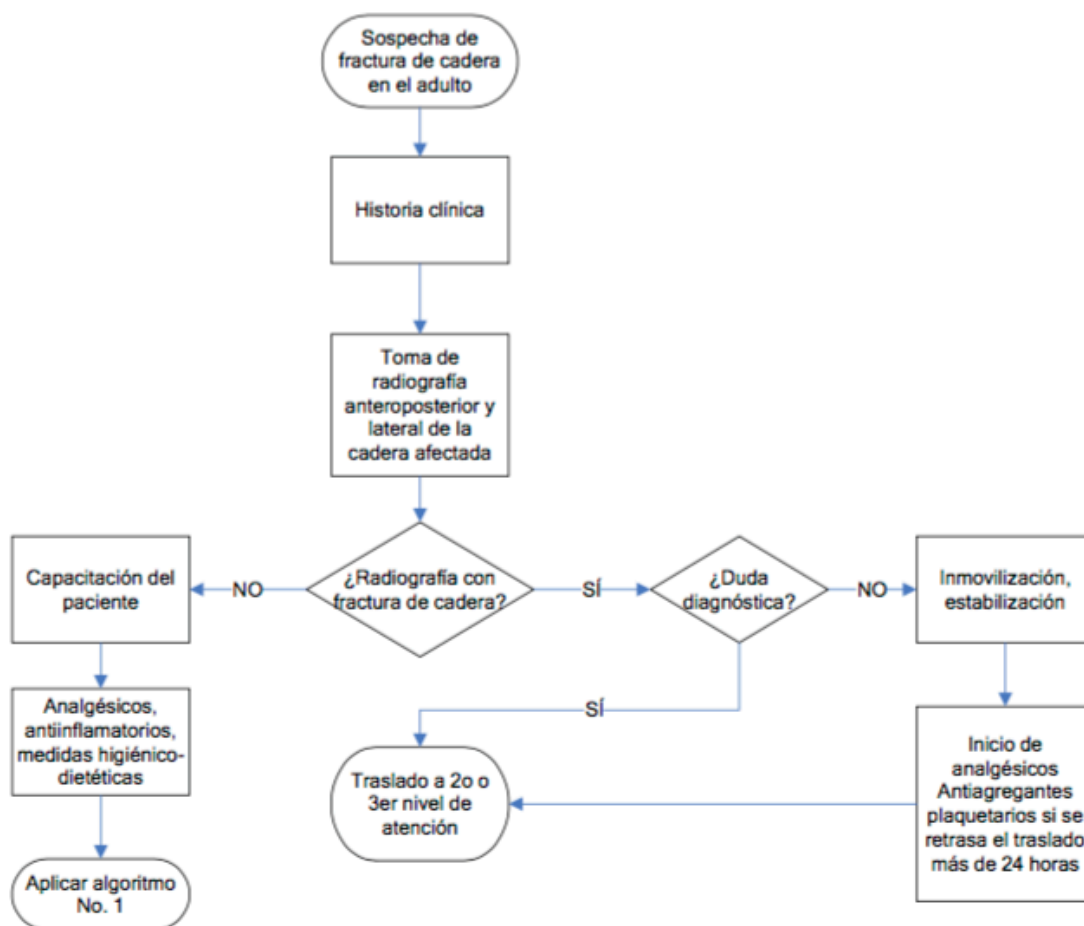 Sospecha de
fractura de cadera
en el adulto
Historia clínica
Toma de
radiografía
anteroposterior y
lateral de la
cadera afectada
¿Radiografía con
fractura de cadera?
NO
Capacitación del
paciente
Analgésicos,
antiinflamatorios,
medidas higiénico-
dietéticas
Aplicar algoritmo
No. 1
SÍ
¿Duda
diagnóstica?
NO
Inmovilización,
estabilización
Inicio de
analgésicos
Antiagregantes
plaquetarios si se
retrasa el traslado
más de 24 horas
SÍ
Traslado a 2o o
3er nivel de
atención